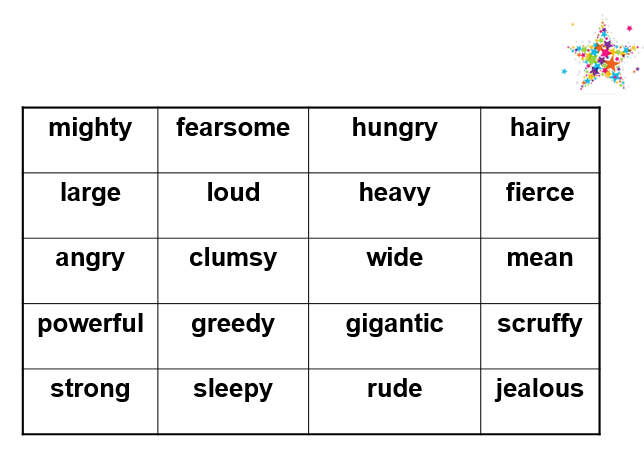 mighty fearsome hungry hairy
large loud heavy fierce
angry clumsy wide mean
powerful greedy gigantic scruffy
strong sleepy rude jealous